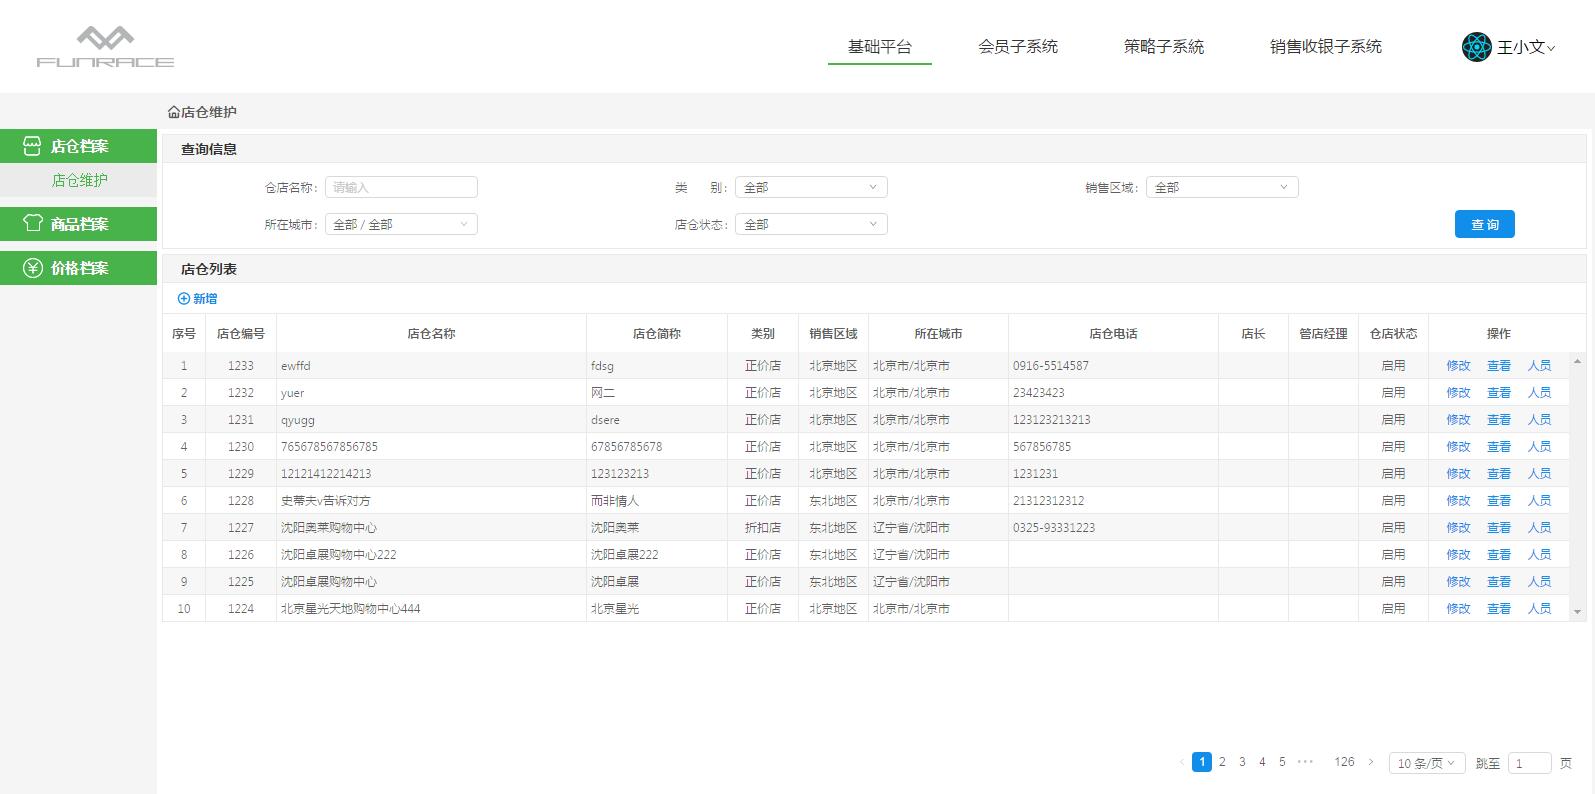 FUNRACE
基础平台 会员子系统 策略子系統 销售收银子系统 王小文
店仓维护
店仓档案
店仓维护
商品档案
价格档案
查询信息
仓店名称: 请输入 类 别: 全部 销售区域: 全部
所在城市: 全部 / 全部 店仓状态: 全部 查 询
店仓列表
新增
序号 店仓编号 店仓名称 店仓简称 类别 销售区域 所在城市 店仓电话 店长 管店经理 仓店状态 操作
1 1233 ewffd fdsg 正价店 北京地区 北京市/北京市 0916-5514587 启用 修改 查看 人员
2 1232 yuer 网二 正价店 北京地区 北京市/北京市 23423423 启用 修改 查看 人员
3 1231 qyugg dsere 正价店 北京地区 北京市/北京市 123123213213 启用 修改 查看 人员
4 1230 765678567856785 67856785678 正价店 北京地区 北京市/北京市 567856785 启用 修改 查看 人员
5 1229 12121412214213 123123213 正价店 北京地区 北京市/北京市 1231231 启用 修改 查看 人员
6 1228 史蒂夫v告诉对方 而非情人 正价店 东北地区 北京市/北京市 21312312312 启用 修改 查看 人员
7 1227 沈阳奥莱购物中心 沈阳奥莱 折扣店 东北地区 辽宁省/沈阳市 0325-93331223 启用 修改 查看 人员
8 1226 沈阳卓展购物中心222 沈阳卓展222 正价店 东北地区 辽宁省/沈阳市 启用 修改 查看 人员
9 1225 沈阳卓展购物中心 沈阳卓展 正价店 东北地区 辽宁省/沈阳市 启用 修改 查看 人员
10 1224 北京星光天地购物中心444 北京星光 正价店 北京地区 北京市/北京市 启用 修改 查看 人员
1 2 3 4 5 ••• 126 10 条/页 跳至 1 页